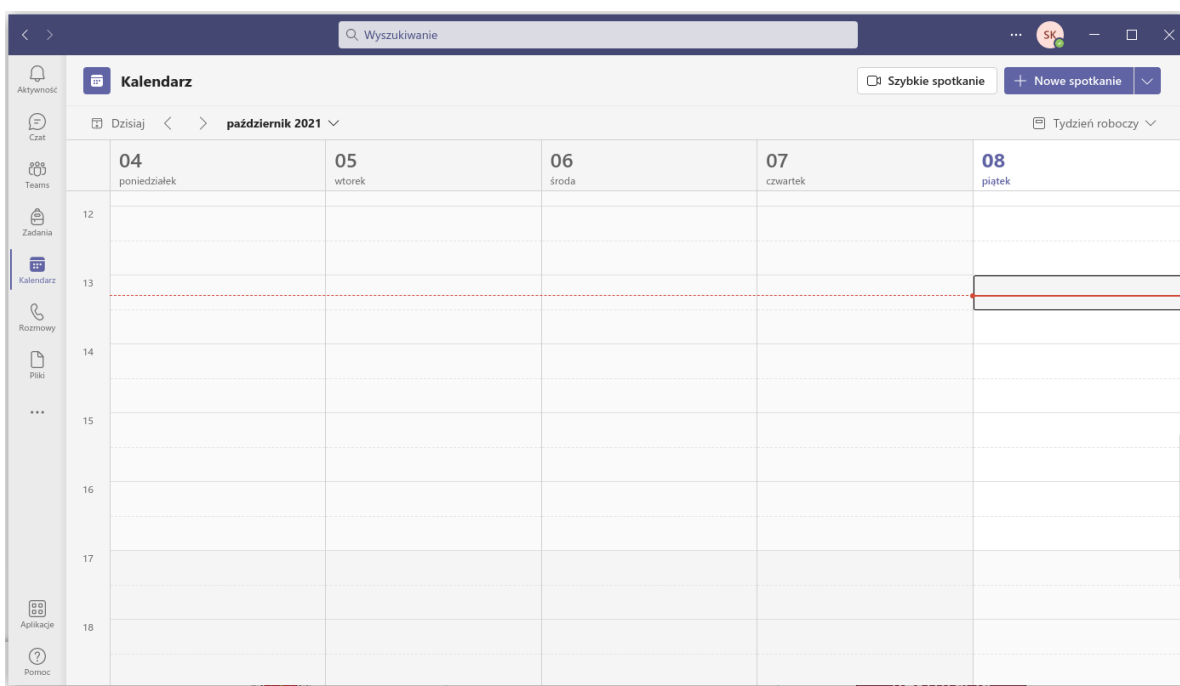 Wyszukiwanie
SK
Aktywność
Czat
Teams
Zadania
Kalendarz
Rozmowy
Pliki
Aplikacje
Pomoc
Kalendarz
Szybkie spotkanie
Nowe spotkanie
Dzisiaj
październik 2021
Tydzień roboczy
04
poniedziałek
05
wtorek
06
środa
07
czwartek
08
piątek
12
13
14
15
16
17
18